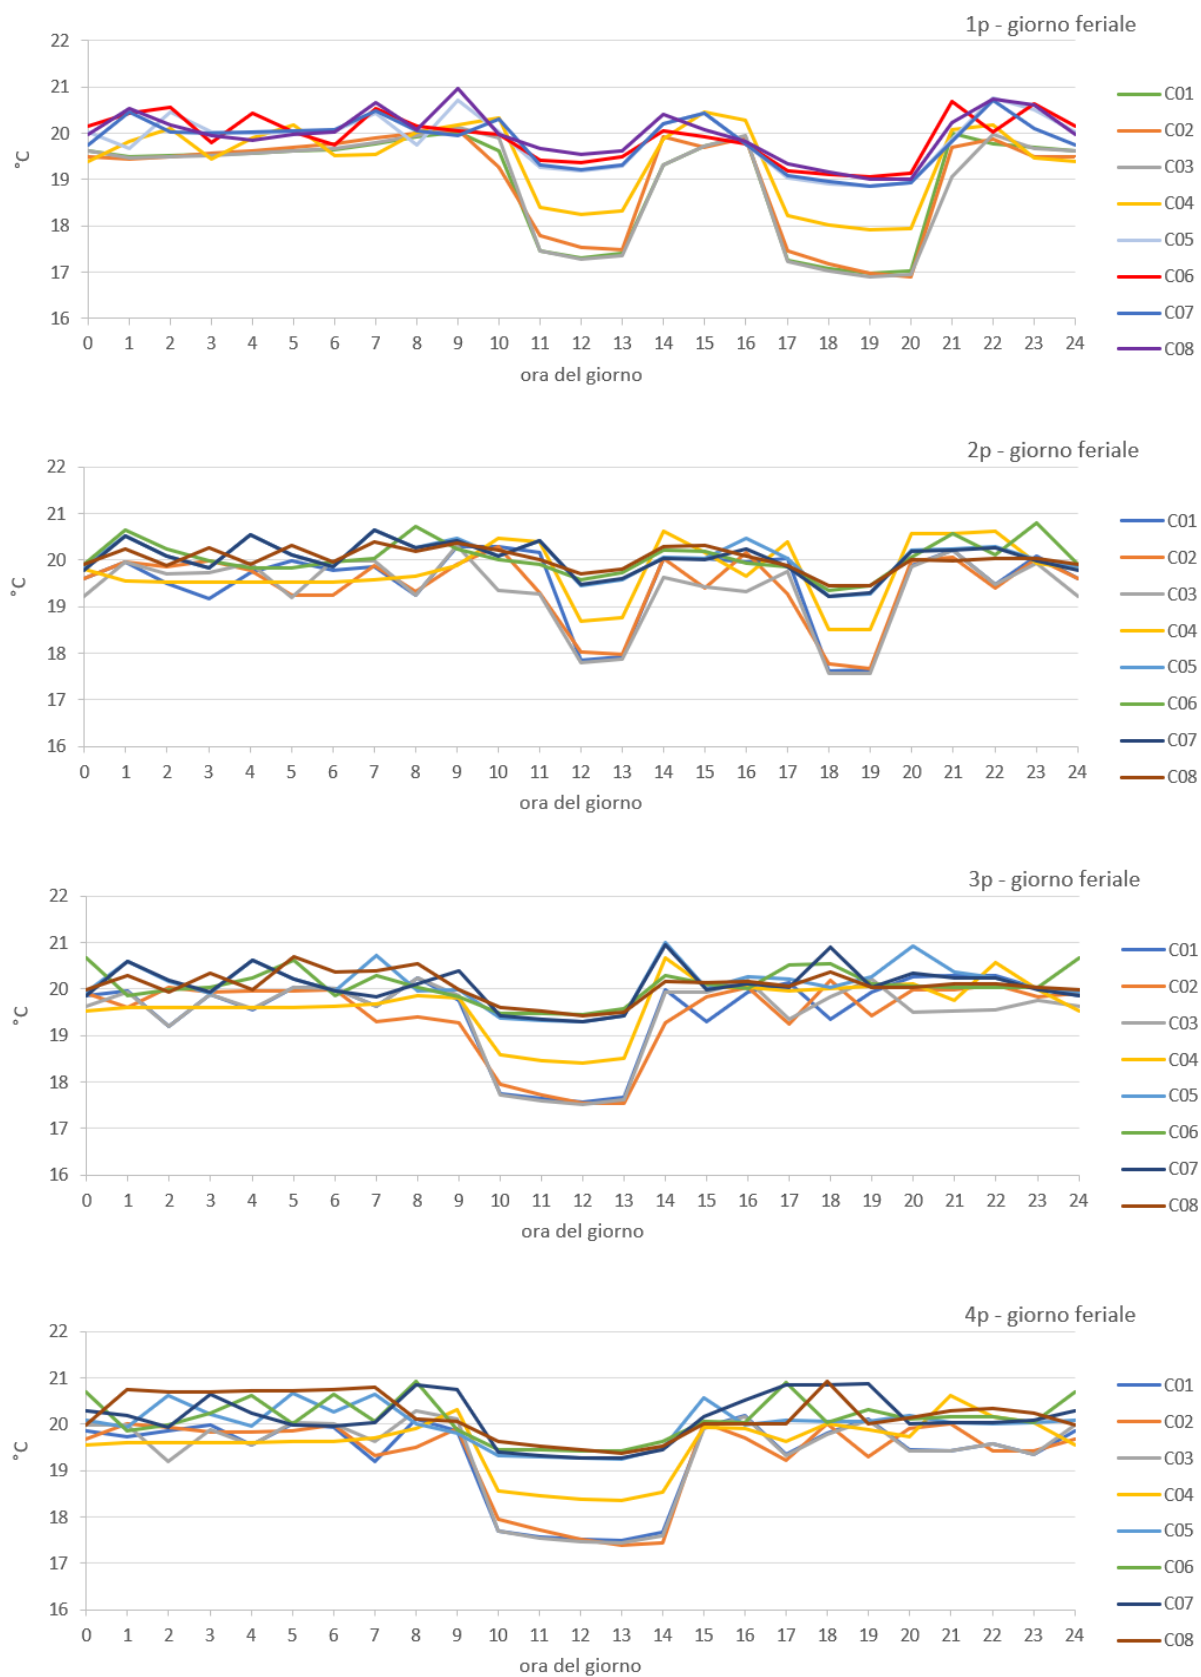 1p - giorno feriale
22
21
20
19
18
17
16
°C
0 1 2 3 4 5 6 7 8 9 10 11 12 13 14 15 16 17 18 19 20 21 22 23 24
ora del giorno
C01
C02
C03
C04
C05
C06
C07
C08
2p - giorno feriale
22
21
20
19
18
17
16
°C
0 1 2 3 4 5 6 7 8 9 10 11 12 13 14 15 16 17 18 19 20 21 22 23 24
ora del giorno
C01
C02
C03
C04
C05
C06
C07
C08
3p - giorno feriale
22
21
20
19
18
17
16
°C
0 1 2 3 4 5 6 7 8 9 10 11 12 13 14 15 16 17 18 19 20 21 22 23 24
ora del giorno
C01
C02
C03
C04
C05
C06
C07
C08
4p - giorno feriale
22
21
20
19
18
17
16
°C
0 1 2 3 4 5 6 7 8 9 10 11 12 13 14 15 16 17 18 19 20 21 22 23 24
ora del giorno
C01
C02
C03
C04
C05
C06
C07
C08